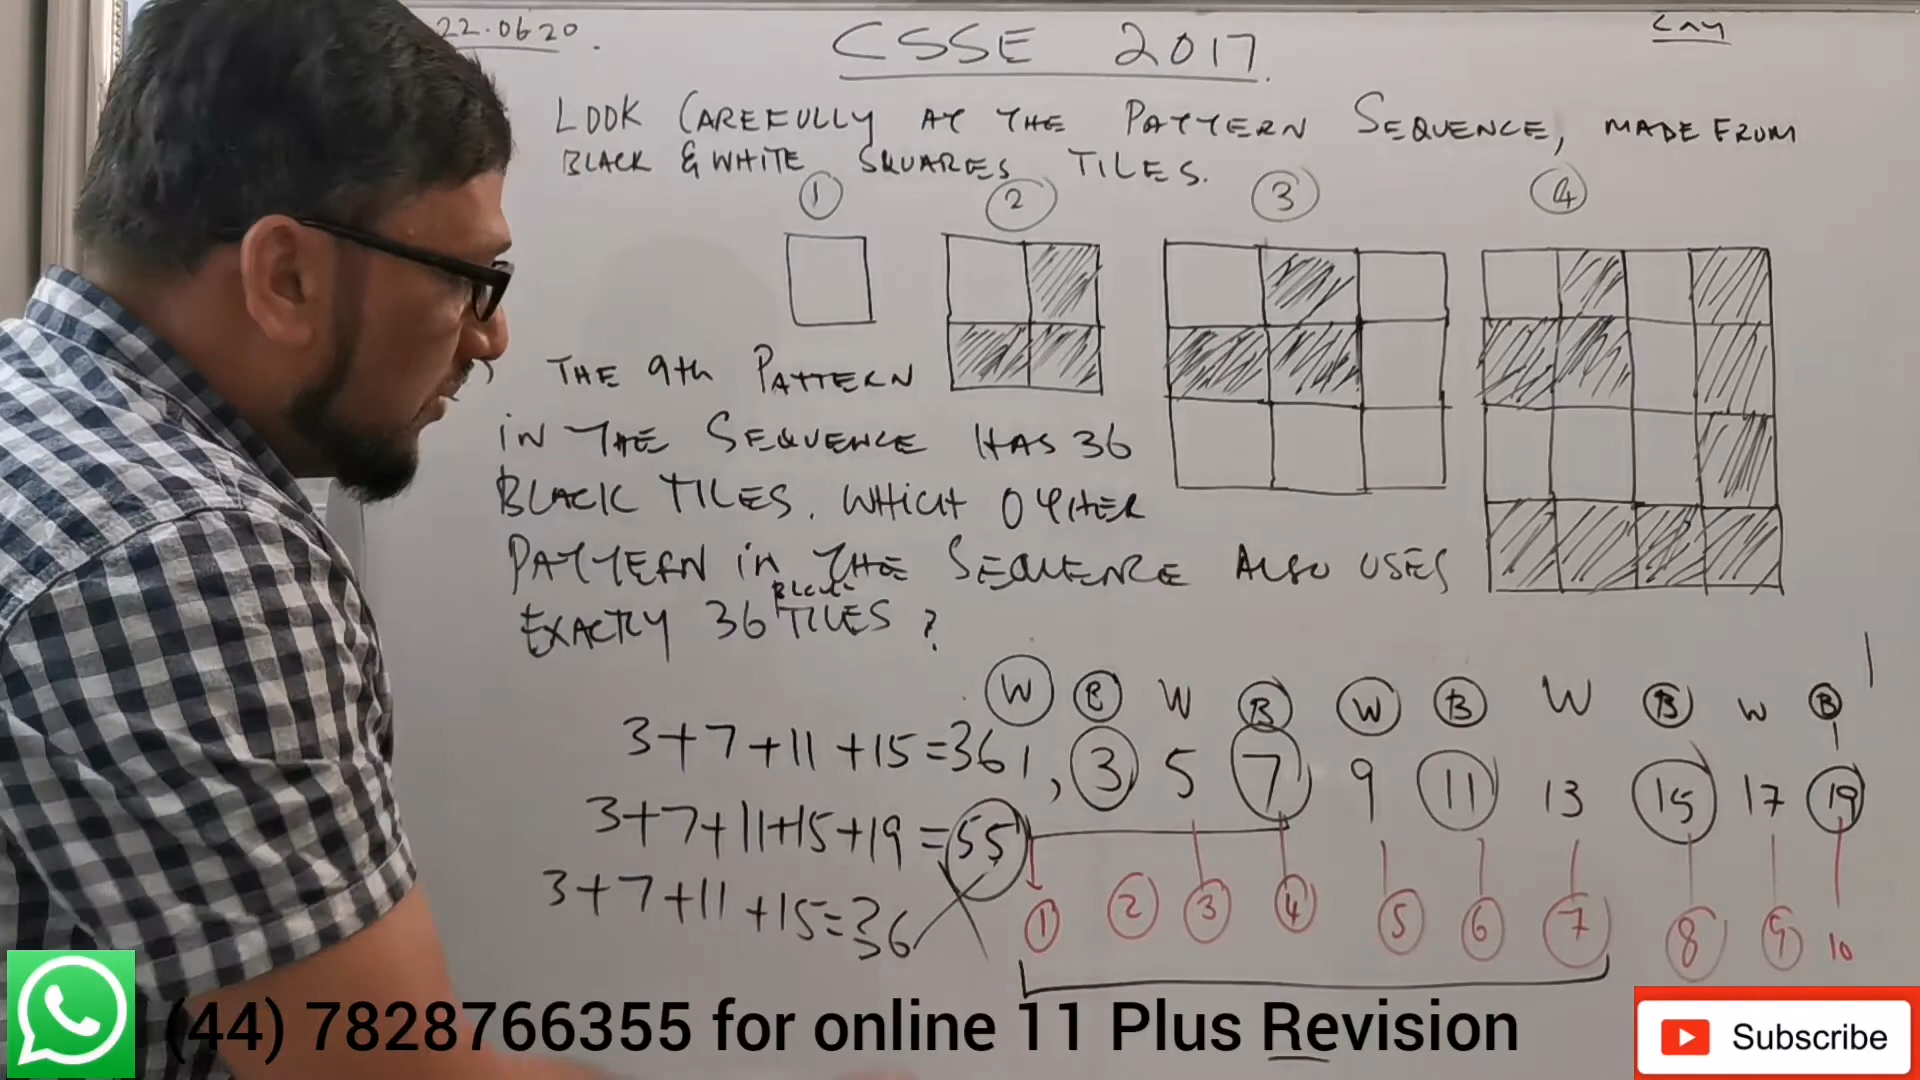 22.06 20.
CSSE 2017.
LOOK CAREFULLY AT THE PATTERN SEQUENCE, MADE FROM
BLACK & WHITE SQUARES TILES.
1 2 3 4
THE 9th PATTERN
IN THE SEQUENCE HAS 36
BLACK TILES. WHICH OTHER
PATTERN IN THE SEQUENCE ALSO USES
BLACK
EXACTLY 36 TILES ?
W B W B W B W B W B
3+7+11+15=36
1, 3 5 7 9 11 13 15 17 19
3+7+11+15+19=55
3+7+11+15=36
1 2 3 4 5 6 7 8 9 10
(44) 7828766355 for online 11 Plus Revision
Subscribe